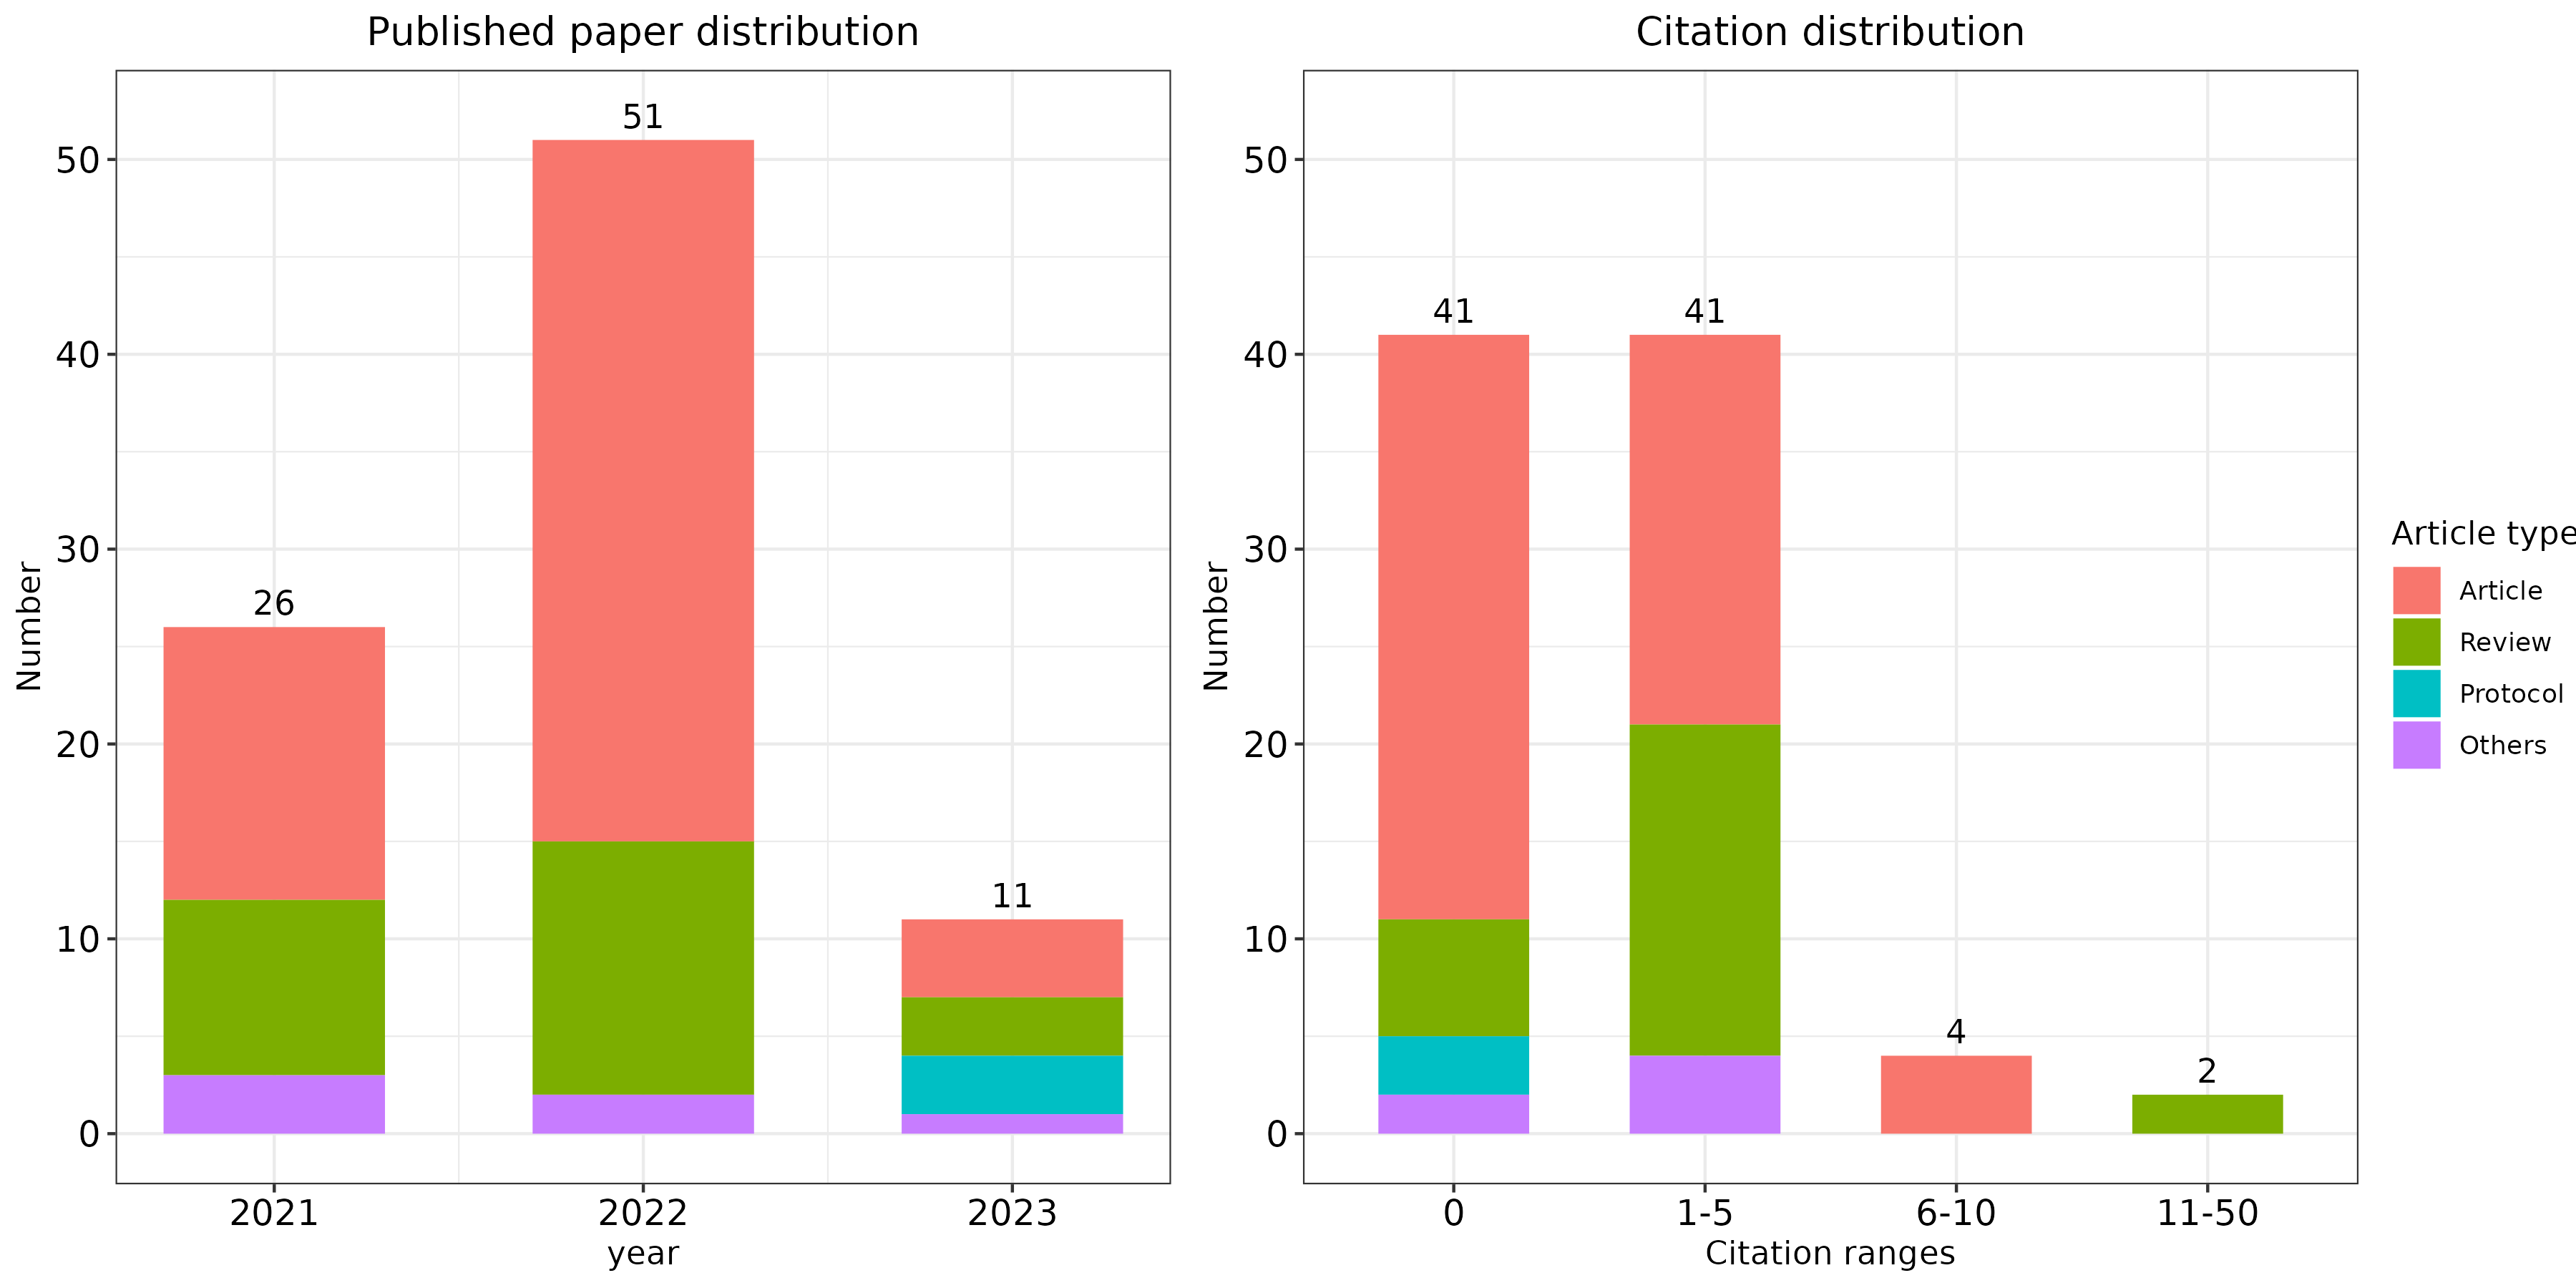 Published paper distribution
51
50
40
30
26
20
11
10
0
Number
2021
2022
2023
year
Citation distribution
50
41
41
40
30
20
10
4
2
0
Number
0
1-5
6-10
11-50
Citation ranges
Article type
Article
Review
Protocol
Others